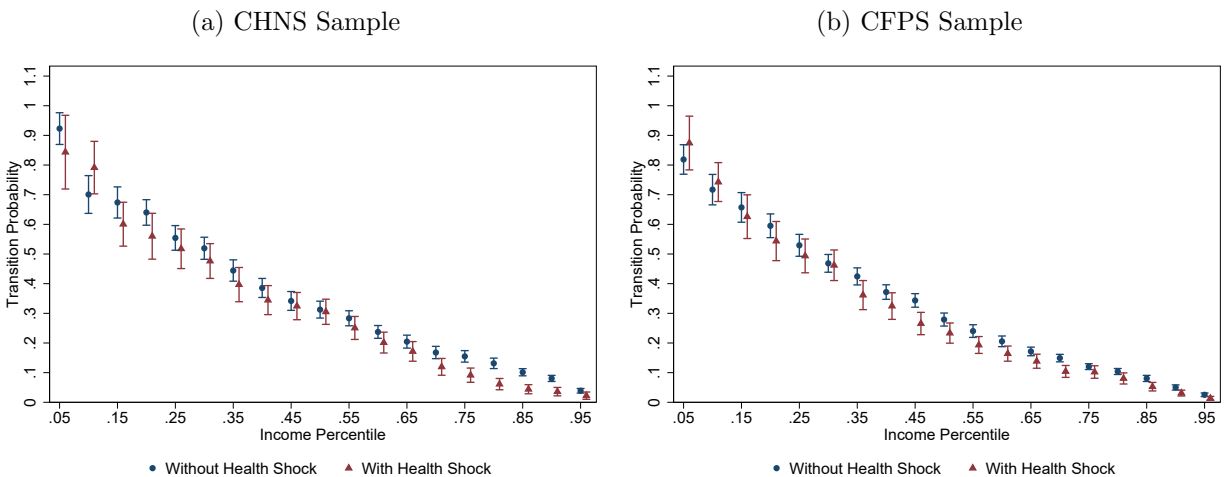 (a) CHNS Sample
Transition Probability
1.1
1
.9
.8
.7
.6
.5
.4
.3
.2
.1
0
.05 .15 .25 .35 .45 .55 .65 .75 .85 .95
Income Percentile
Without Health Shock With Health Shock
(b) CFPS Sample
Transition Probability
1.1
1
.9
.8
.7
.6
.5
.4
.3
.2
.1
0
.05 .15 .25 .35 .45 .55 .65 .75 .85 .95
Income Percentile
Without Health Shock With Health Shock